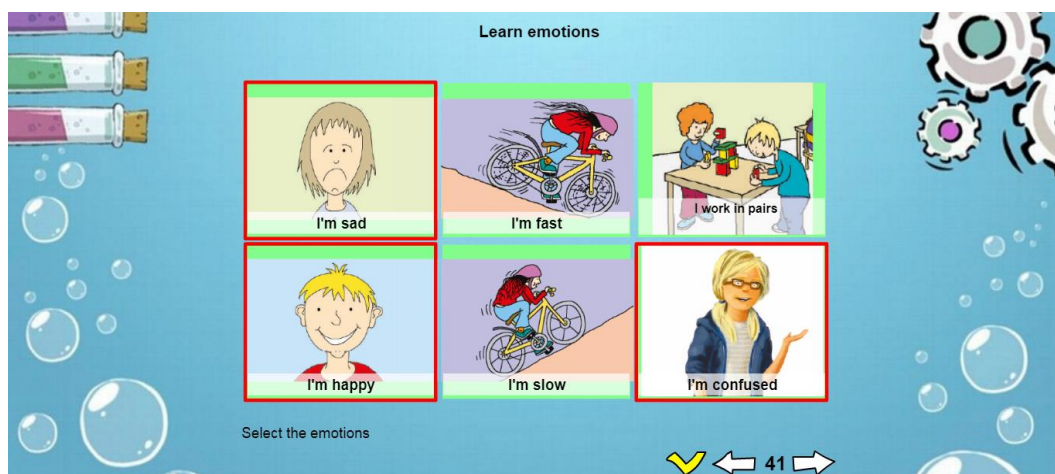 Learn emotions
I'm sad
I'm fast
I work in pairs
I'm happy
I'm slow
I'm confused
Select the emotions
41